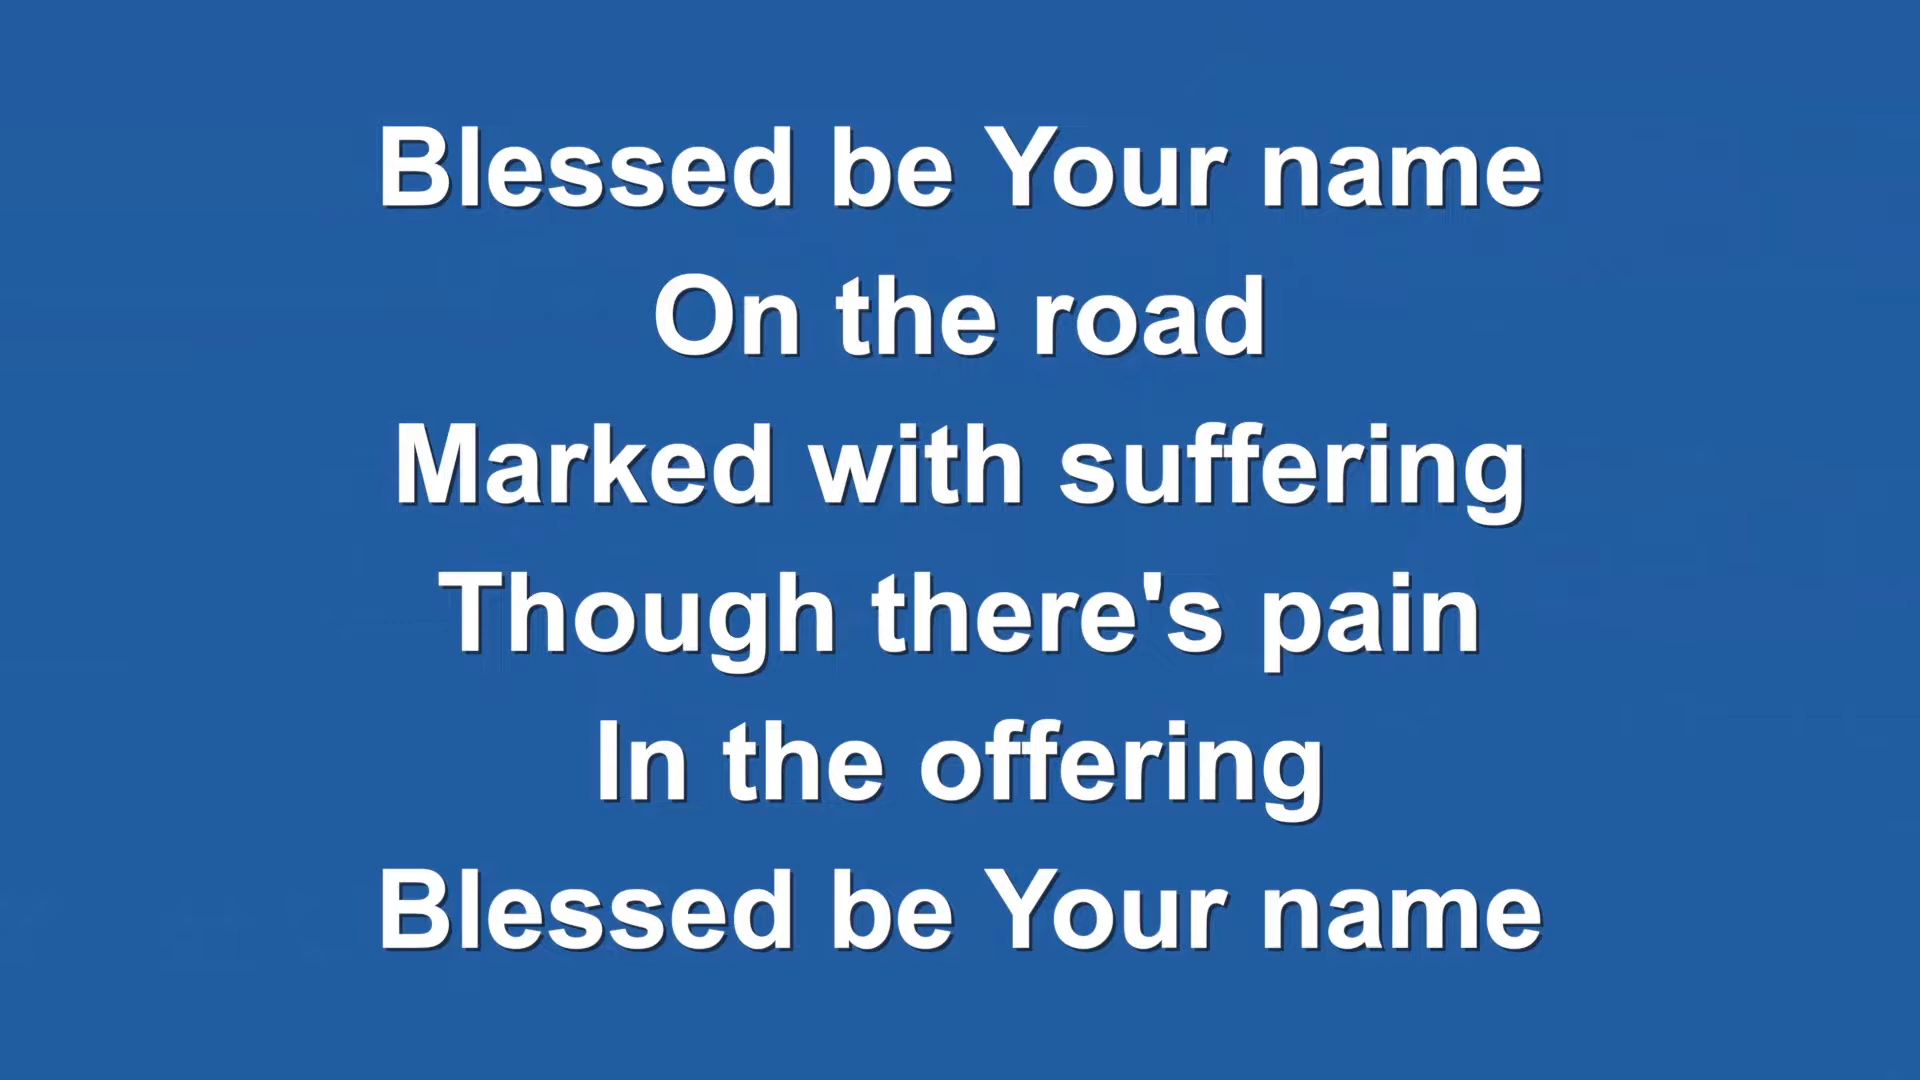 Blessed be Your name
On the road
Marked with suffering
Though there's pain
In the offering
Blessed be Your name